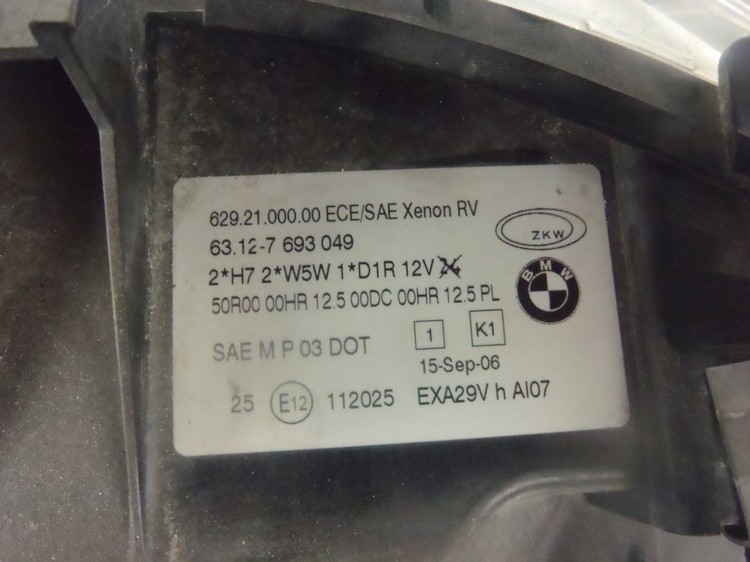 629.21.000.00 ECE/SAE Xenon RV
ZKW
63.12-7 693 049
2*H7 2*W5W 1*D1R 12V
BMW
50R00 00HR 12.5 00DC 00HR 12.5 PL
SAE M P 03 DOT 1 K1
15-Sep-06
25 E12 112025 EXA29V h AI07